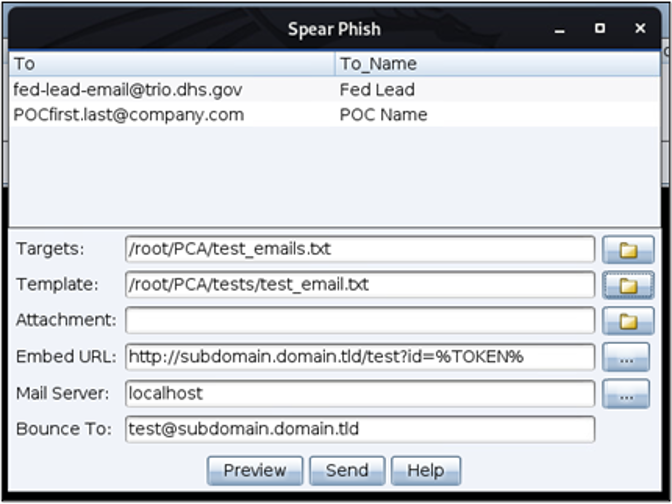 Spear Phish
To To_Name
fed-lead-email@trio.dhs.gov Fed Lead
POCfirst.last@company.com POC Name
Targets: /root/PCA/test_emails.txt
Template: /root/PCA/tests/test_email.txt
Attachment:
Embed URL: http://subdomain.domain.tld/test?id=%TOKEN% ...
Mail Server: localhost ...
Bounce To: test@subdomain.domain.tld
Preview Send Help